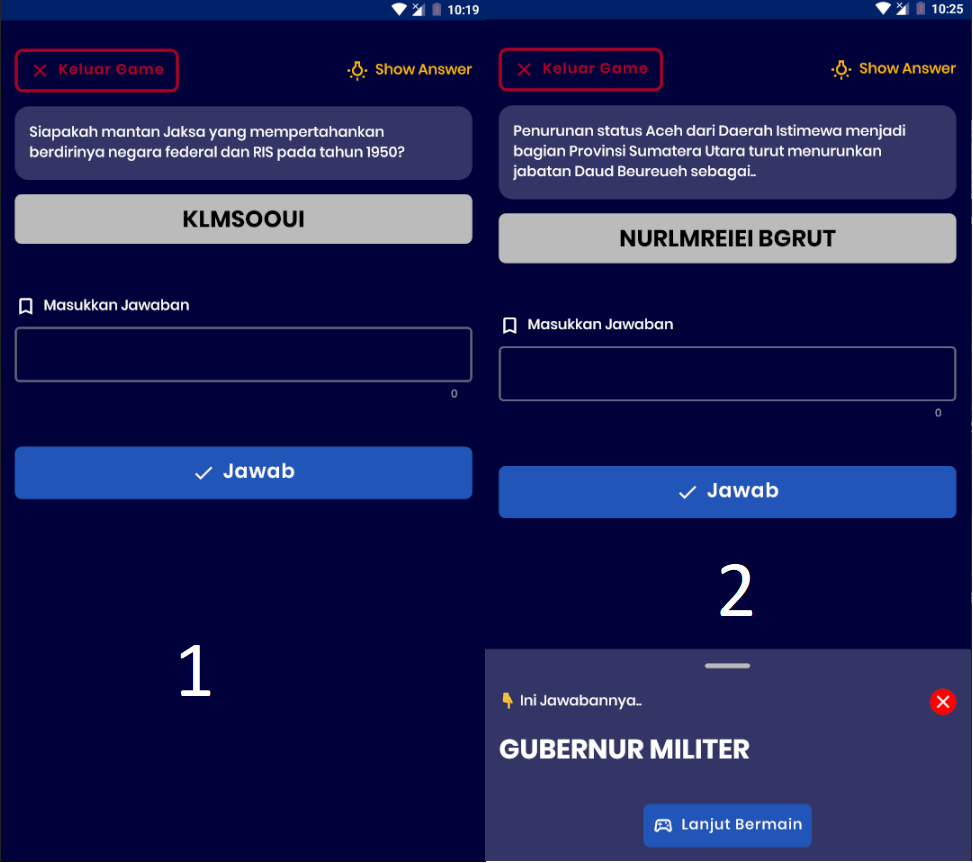 10:19
Keluar Game
Show Answer
Siapakah mantan Jaksa yang mempertahankan
berdirinya negara federal dan RIS pada tahun 1950?
KLMSOOUI
Masukkan Jawaban
0
Jawab
1
10:25
Keluar Game
Show Answer
Penurunan status Aceh dari Daerah Istimewa menjadi
bagian Provinsi Sumatera Utara turut menurunkan
jabatan Daud Beureueh sebagai..
NURLMREIEI BGRUT
Masukkan Jawaban
0
Jawab
2
Ini Jawabannya..
GUBERNUR MILITER
Lanjut Bermain